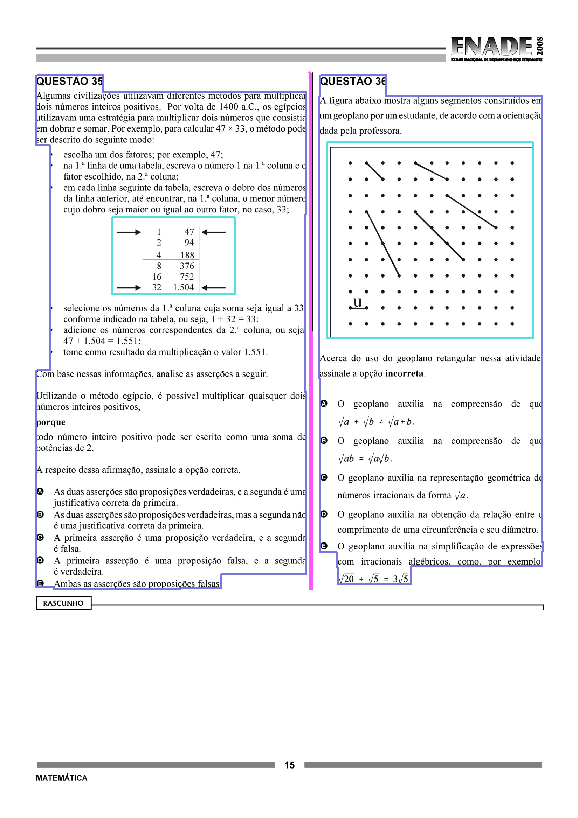 ENADE 2008
EXAME NACIONAL DE DESEMPENHO DOS ESTUDANTES
QUESTÃO 35
Algumas civilizações utilizavam diferentes métodos para multiplicar
dois números inteiros positivos. Por volta de 1400 a.C., os egípcios
utilizavam uma estratégia para multiplicar dois números que consistia
em dobrar e somar. Por exemplo, para calcular 47 × 33, o método pode
ser descrito do seguinte modo:
• escolha um dos fatores; por exemplo, 47;
• na 1.ª linha de uma tabela, escreva o número 1 na 1.ª coluna e o
fator escolhido, na 2.ª coluna;
• em cada linha seguinte da tabela, escreva o dobro dos números
da linha anterior, até encontrar, na 1.ª coluna, o menor número
cujo dobro seja maior ou igual ao outro fator, no caso, 33;
1 47
2 94
4 188
8 376
16 752
32 1.504
• selecione os números da 1.ª coluna cuja soma seja igual a 33,
conforme indicado na tabela, ou seja, 1 + 32 = 33;
• adicione os números correspondentes da 2.ª coluna, ou seja,
47 + 1.504 = 1.551;
• tome como resultado da multiplicação o valor 1.551.
Com base nessas informações, analise as asserções a seguir.
Utilizando o método egípcio, é possível multiplicar quaisquer dois
números inteiros positivos,
porque
todo número inteiro positivo pode ser escrito como uma soma de
potências de 2.
A respeito dessa afirmação, assinale a opção correta.
A As duas asserções são proposições verdadeiras, e a segunda é uma
justificativa correta da primeira.
B As duas asserções são proposições verdadeiras, mas a segunda não
é uma justificativa correta da primeira.
C A primeira asserção é uma proposição verdadeira, e a segunda
é falsa.
D A primeira asserção é uma proposição falsa, e a segunda
é verdadeira.
E Ambas as asserções são proposições falsas.
QUESTÃO 36
A figura abaixo mostra alguns segmentos construídos em
um geoplano por um estudante, de acordo com a orientação
dada pela professora.
u
Acerca do uso do geoplano retangular nessa atividade,
assinale a opção incorreta.
A O geoplano auxilia na compreensão de que
√a + √b ≠ √a+b.
B O geoplano auxilia na compreensão de que
√ab = √a√b.
C O geoplano auxilia na representação geométrica de
números irracionais da forma √a.
D O geoplano auxilia na obtenção da relação entre o
comprimento de uma circunferência e seu diâmetro.
E O geoplano auxilia na simplificação de expressões
com irracionais algébricos, como, por exemplo,
√20 + √5 = 3√5
RASCUNHO
15
MATEMÁTICA